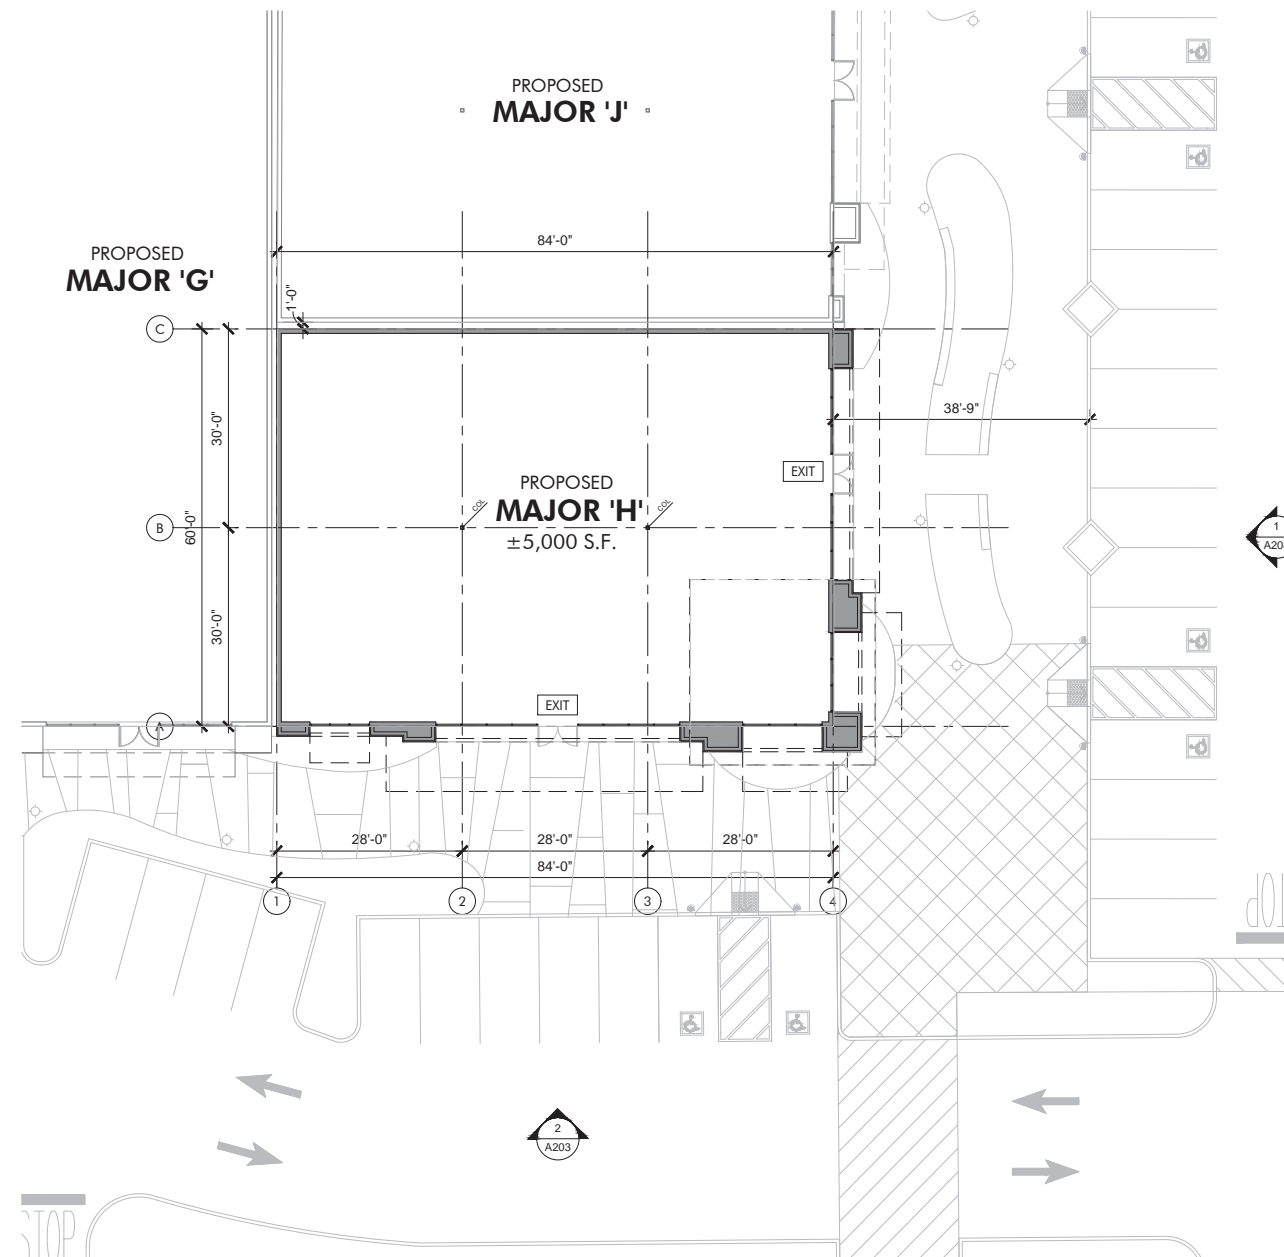 PROPOSED
MAJOR 'J'
84'-0"
PROPOSED
MAJOR 'G'
1'-0"
C
30'-0"
38'-9"
EXIT
PROPOSED
MAJOR 'H'
±5,000 S.F.
COL
COL
B
60'-0"
1
30'-0"
EXIT
A
28'-0"
28'-0"
28'-0"
84'-0"
1
2
3
4
2
A203
STOP